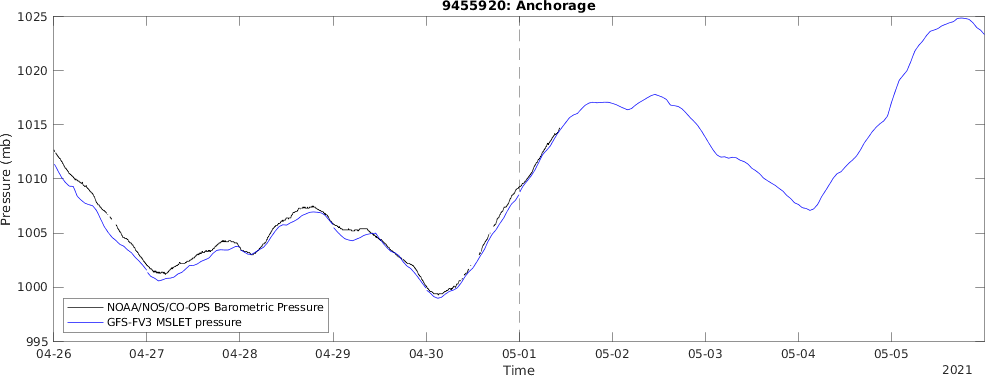 9455920: Anchorage
1025
1020
1015
1010
1005
1000
995
Pressure (mb)
NOAA/NOS/CO-OPS Barometric Pressure
GFS-FV3 MSLET pressure
04-26 04-27 04-28 04-29 04-30 05-01 05-02 05-03 05-04 05-05
Time
2021